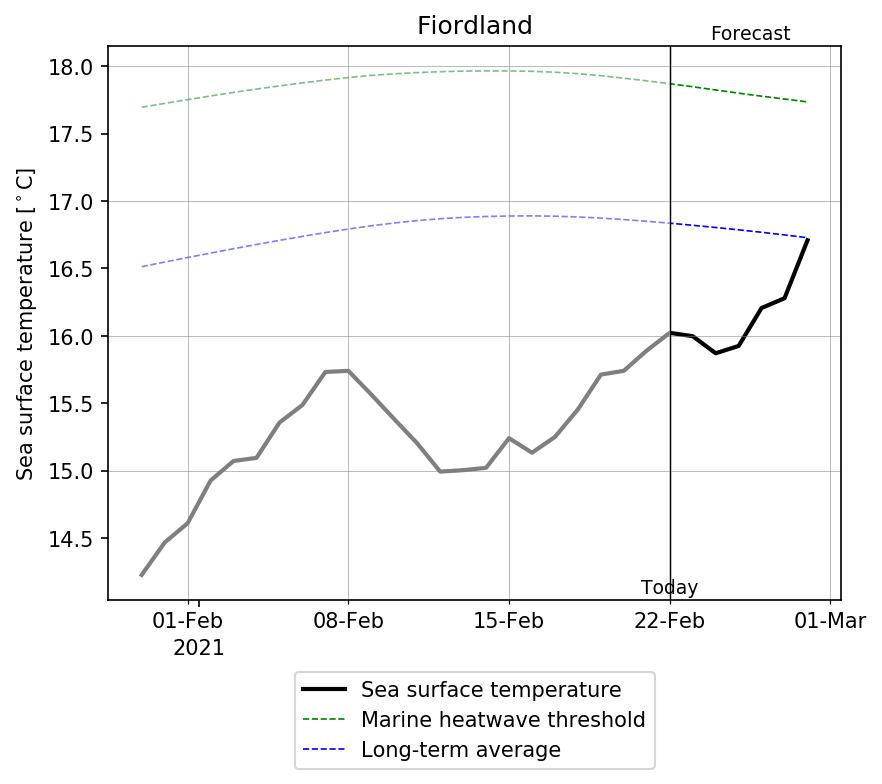 Fiordland
Forecast
Sea surface temperature [°C]
18.0
17.5
17.0
16.5
16.0
15.5
15.0
14.5
Today
01-Feb 08-Feb 15-Feb 22-Feb 01-Mar
2021
Sea surface temperature
Marine heatwave threshold
Long-term average